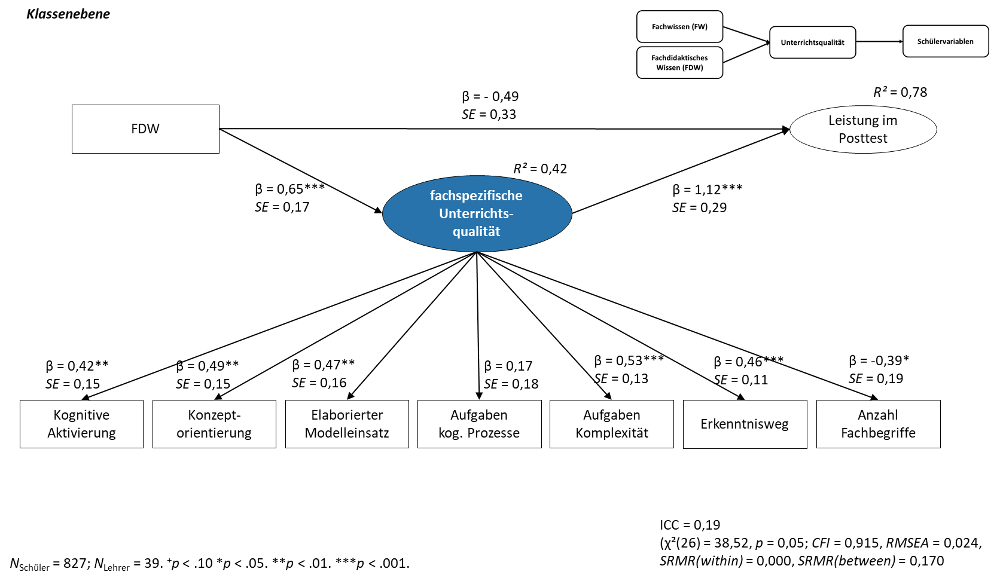 Klassenebene
Fachwissen (FW)
Fachdidaktisches
Wissen (FDW)
Unterrichtsqualität
Schülervariablen
β = - 0,49
SE = 0,33
R² = 0,78
FDW
Leistung im
Posttest
R² = 0,42
β = 0,65***
SE = 0,17
fachspezifische
Unterrichts-
qualität
β = 1,12***
SE = 0,29
β = 0,42**
SE = 0,15
β = 0,49**
SE = 0,15
β = 0,47**
SE = 0,16
β = 0,17
SE = 0,18
β = 0,53***
SE = 0,13
β = 0,46***
SE = 0,11
β = -0,39*
SE = 0,19
Kognitive
Aktivierung
Konzept-
orientierung
Elaborierter
Modelleinsatz
Aufgaben
kog. Prozesse
Aufgaben
Komplexität
Erkenntnisweg
Anzahl
Fachbegriffe
ICC = 0,19
(χ²(26) = 38,52, p = 0,05; CFI = 0,915, RMSEA = 0,024,
SRMR(within) = 0,000, SRMR(between) = 0,170
NSchüler = 827; NLehrer = 39. +p < .10 *p < .05. **p < .01. ***p < .001.